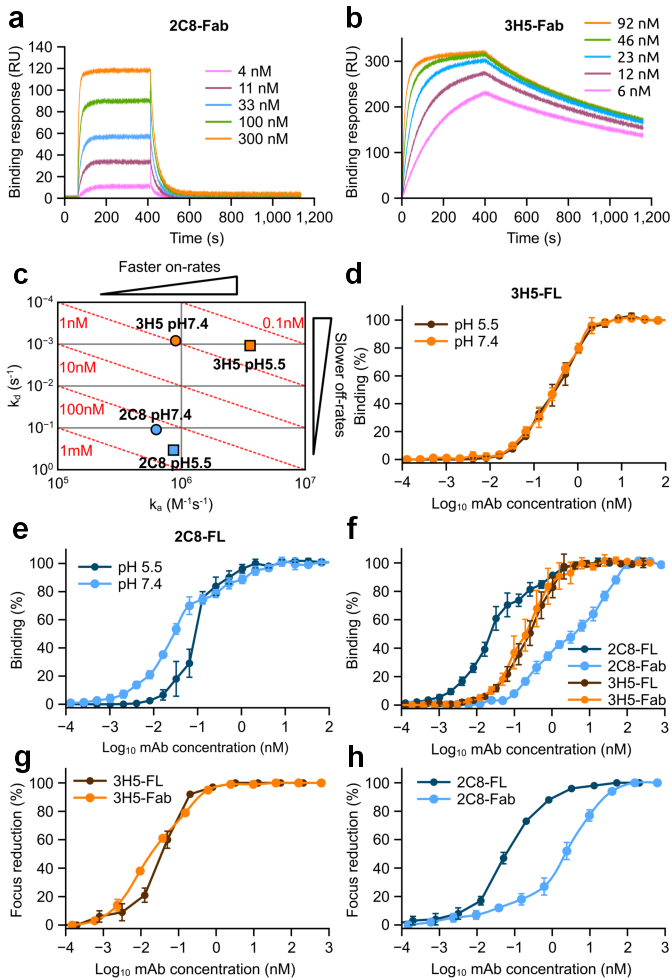 a
2C8-Fab
Binding response (RU)
140
120
100
80
60
40
20
0
4 nM
11 nM
33 nM
100 nM
300 nM
0 200 400 600 800 1,000 1,200
Time (s)
b
3H5-Fab
Binding response (RU)
300
200
100
0
92 nM
46 nM
23 nM
12 nM
6 nM
0 200 400 600 800 1,000 1,200
Time (s)
c
Faster on-rates
Slower off-rates
k_d (s⁻¹)
10⁻⁴
10⁻³
10⁻²
10⁻¹
10⁰
1nM
0.1nM
3H5 pH7.4
3H5 pH5.5
10nM
100nM
2C8 pH7.4
1mM
2C8 pH5.5
10⁵ 10⁶ 10⁷
kₐ (M⁻¹s⁻¹)
d
3H5-FL
Binding (%)
100
80
60
40
20
0
pH 5.5
pH 7.4
−4 −3 −2 −1 0 1 2
Log₁₀ mAb concentration (nM)
e
2C8-FL
Binding (%)
100
80
60
40
20
0
pH 5.5
pH 7.4
−4 −3 −2 −1 0 1 2
Log₁₀ mAb concentration (nM)
f
Binding (%)
100
80
60
40
20
0
2C8-FL
2C8-Fab
3H5-FL
3H5-Fab
−4 −3 −2 −1 0 1 2 3
Log₁₀ mAb concentration (nM)
g
Focus reduction (%)
100
80
60
40
20
0
3H5-FL
3H5-Fab
−4 −3 −2 −1 0 1 2 3
Log₁₀ mAb concentration (nM)
h
Focus reduction (%)
100
80
60
40
20
0
2C8-FL
2C8-Fab
−4 −3 −2 −1 0 1 2 3
Log₁₀ mAb concentration (nM)